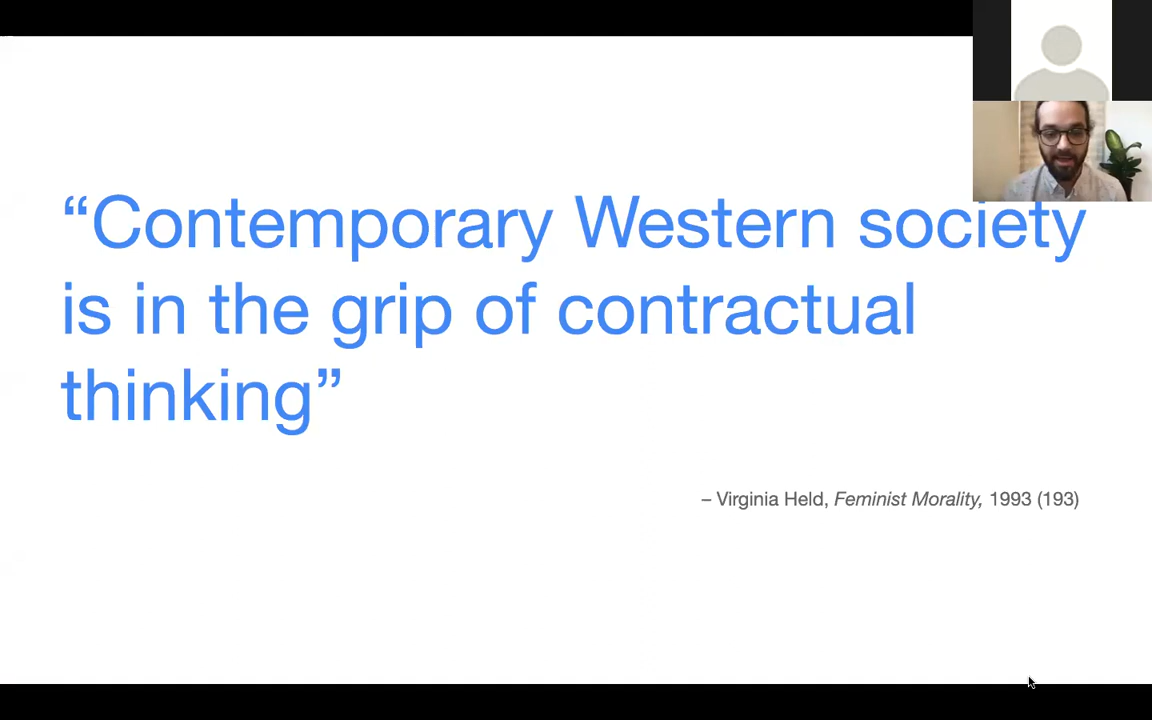 “Contemporary Western society
is in the grip of contractual
thinking”
– Virginia Held, Feminist Morality, 1993 (193)